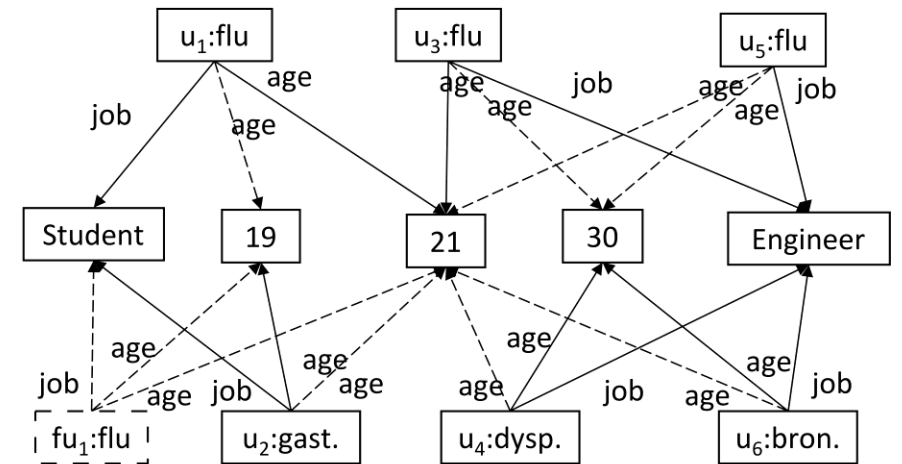 u₁:flu
u₃:flu
u₅:flu
age
age
age
job
job
job
age
age
age
Student
19
21
30
Engineer
age
age
age
age
job
age
job
age
age
job
age
job
fu₁:flu
u₂:gast.
u₄:dysp.
u₆:bron.